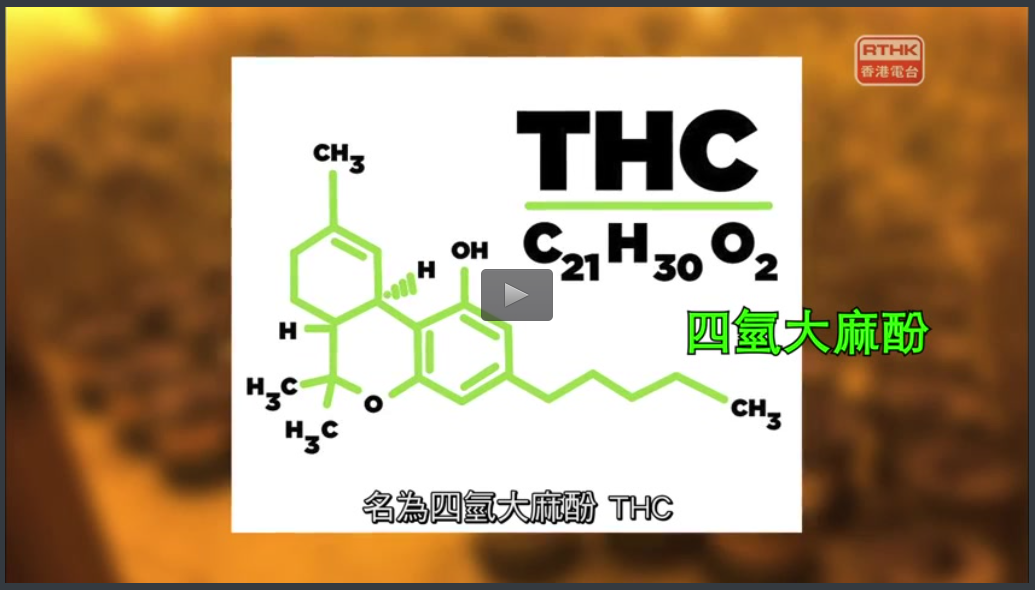 RTHK
香港電台
THC
C21H30O2
CH3
OH
H
H
H3C
O
H3C
CH3
四氫大麻酚
名為四氫大麻酚 THC